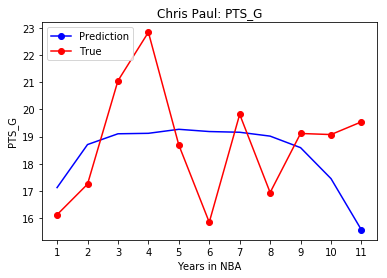 Chris Paul: PTS_G
Prediction
True
PTS_G
23
22
21
20
19
18
17
16
1 2 3 4 5 6 7 8 9 10 11
Years in NBA